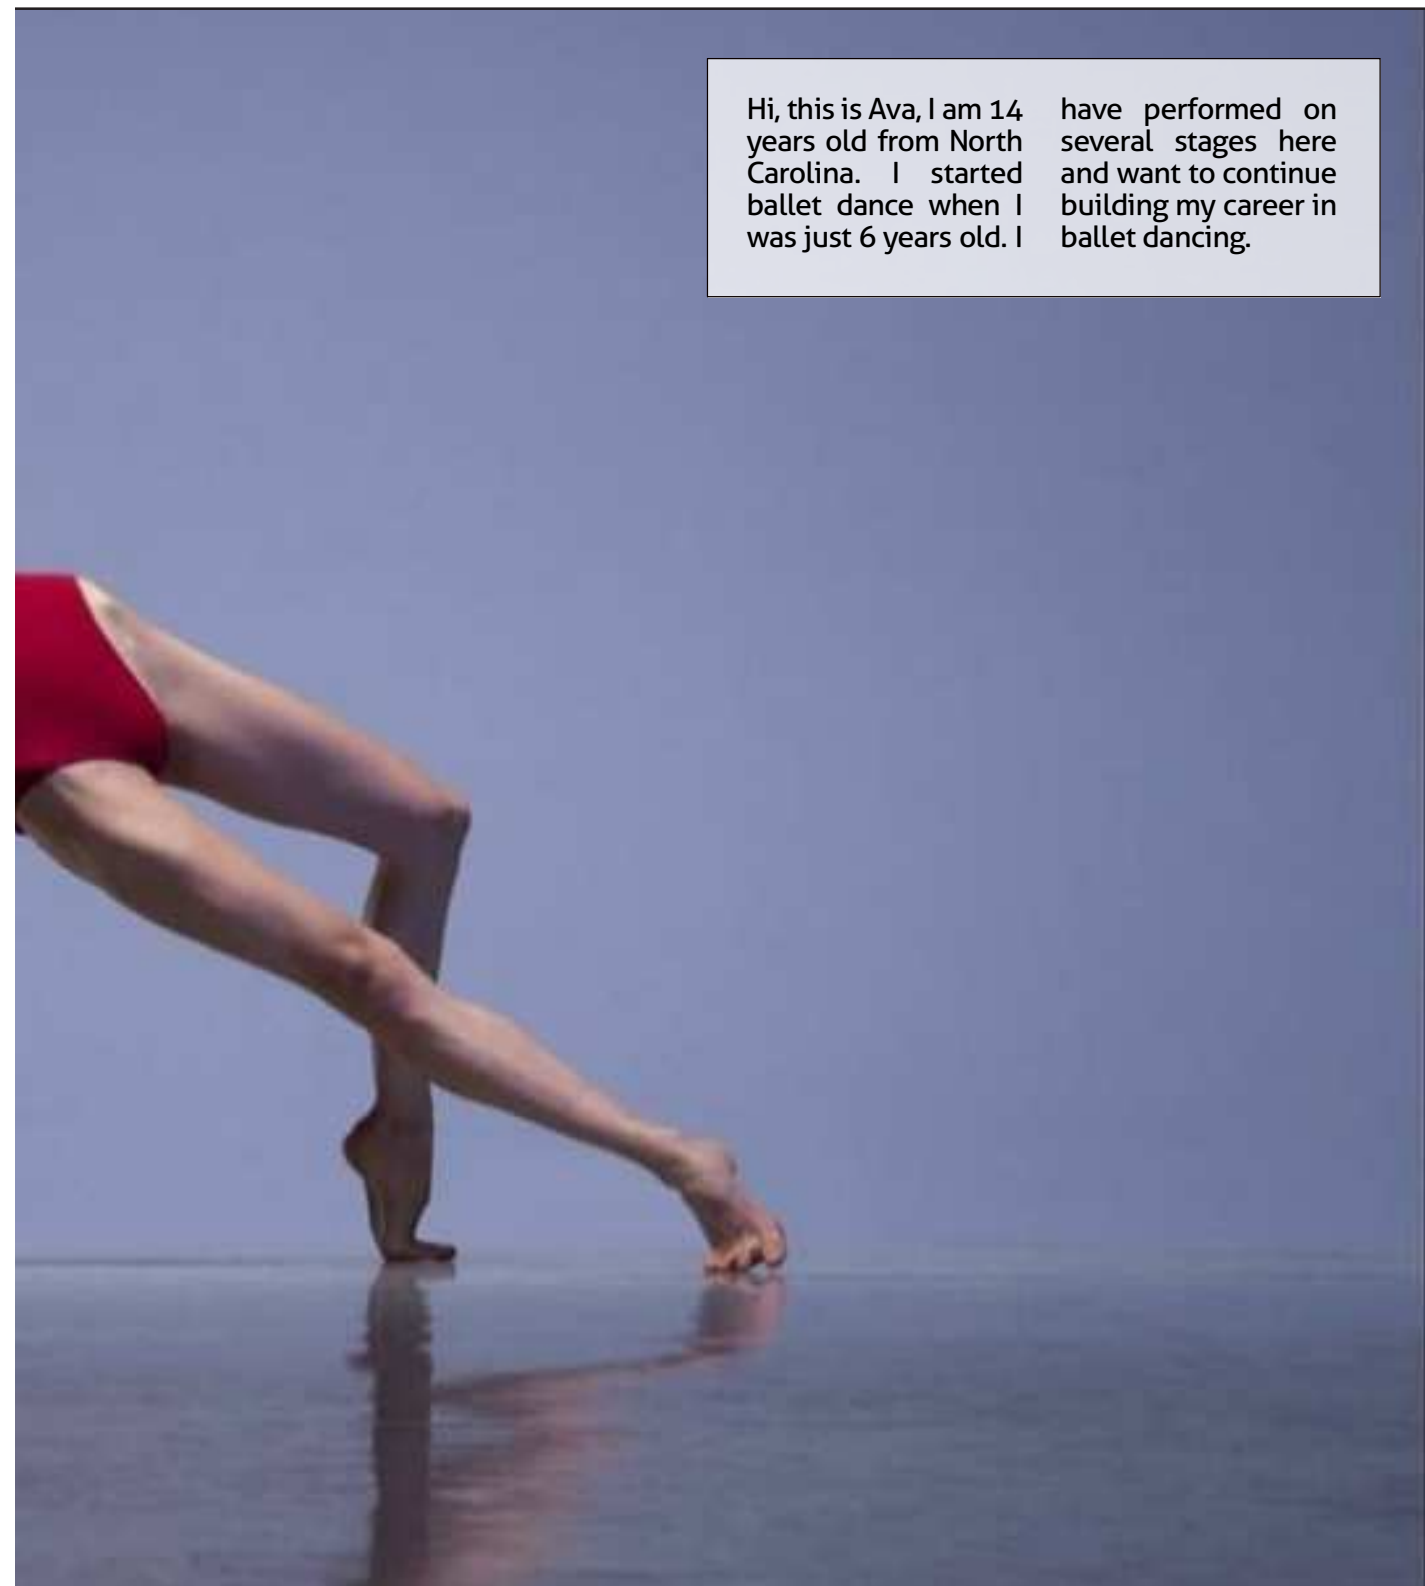 Hi, this is Ava, I am 14
years old from North
Carolina. I started
ballet dance when I
was just 6 years old. I
have performed on
several stages here
and want to continue
building my career in
ballet dancing.